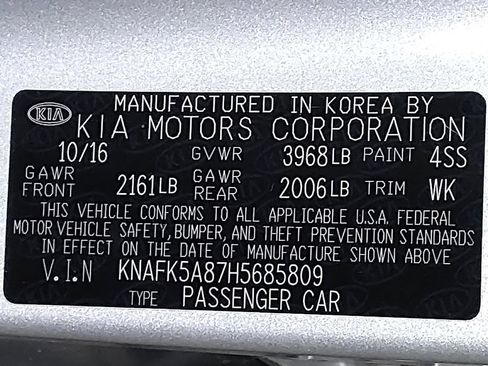 MANUFACTURED IN KOREA BY
KIA KIA MOTORS CORPORATION
10/16 GVWR 3968LB PAINT 4SS
GAWR FRONT 2161LB GAWR REAR 2006LB TRIM WK
THIS VEHICLE CONFORMS TO ALL APPLICABLE U.S.A. FEDERAL
MOTOR VEHICLE SAFETY, BUMPER, AND THEFT PREVENTION STANDARDS
IN EFFECT ON THE DATE OF MANUFACTURE SHOWN ABOVE
V.I.N KNAFK5A87H5685809
TYPE PASSENGER CAR